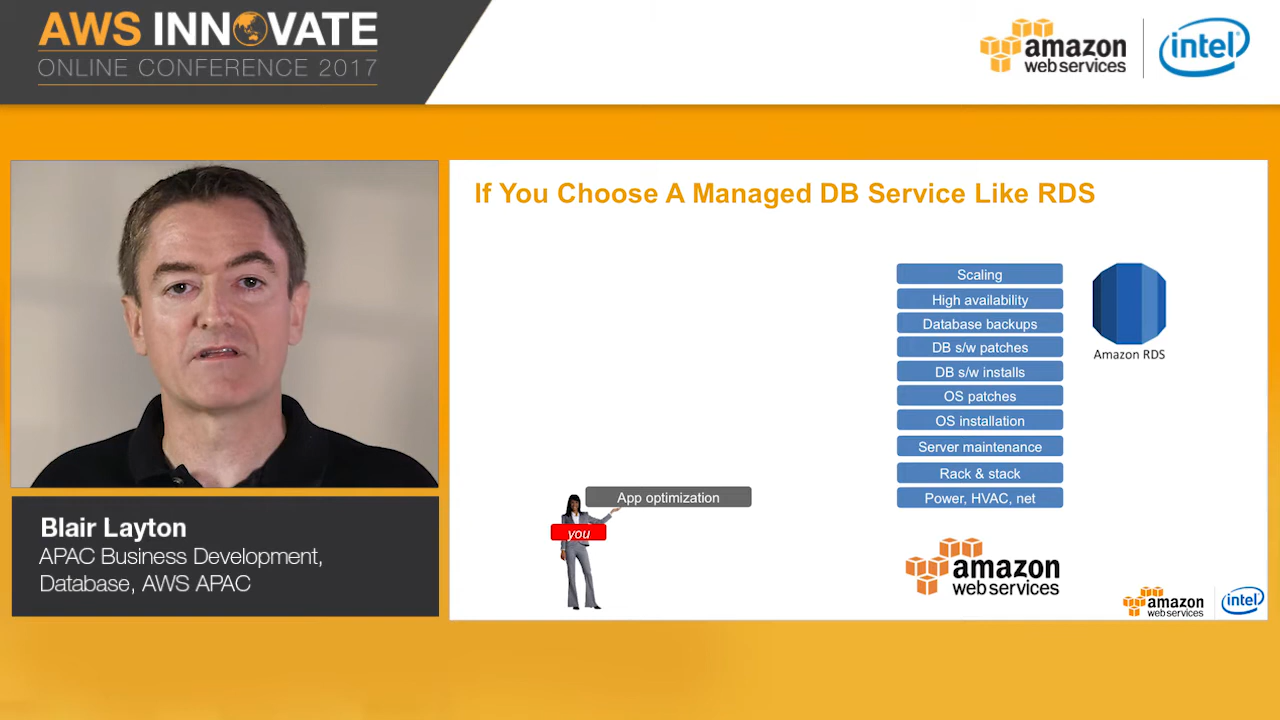 AWS INNOVATE
ONLINE CONFERENCE 2017
amazon
web services
intel
If You Choose A Managed DB Service Like RDS
Scaling
High availability
Database backups
DB s/w patches
DB s/w installs
OS patches
OS installation
Server maintenance
Rack & stack
Power, HVAC, net
Amazon RDS
App optimization
you
amazon
web services
amazon
web services
intel
Blair Layton
APAC Business Development,
Database, AWS APAC